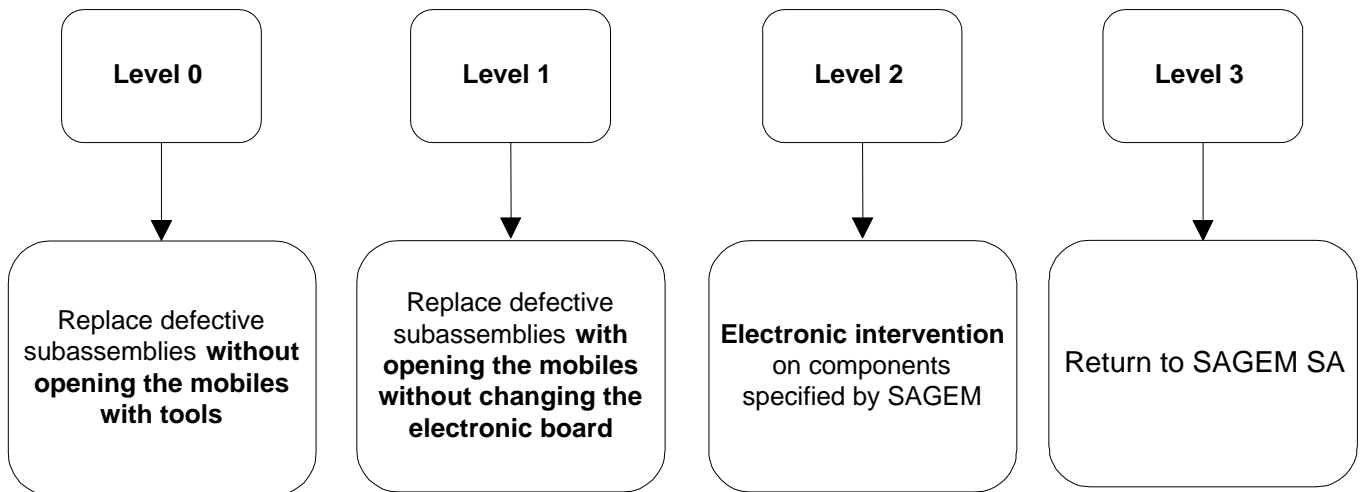 Level 0
Level 1
Level 2
Level 3
Replace defective
subassemblies without
opening the mobiles
with tools
Replace defective
subassemblies with
opening the mobiles
without changing the
electronic board
Electronic intervention
on components
specified by SAGEM
Return to SAGEM SA